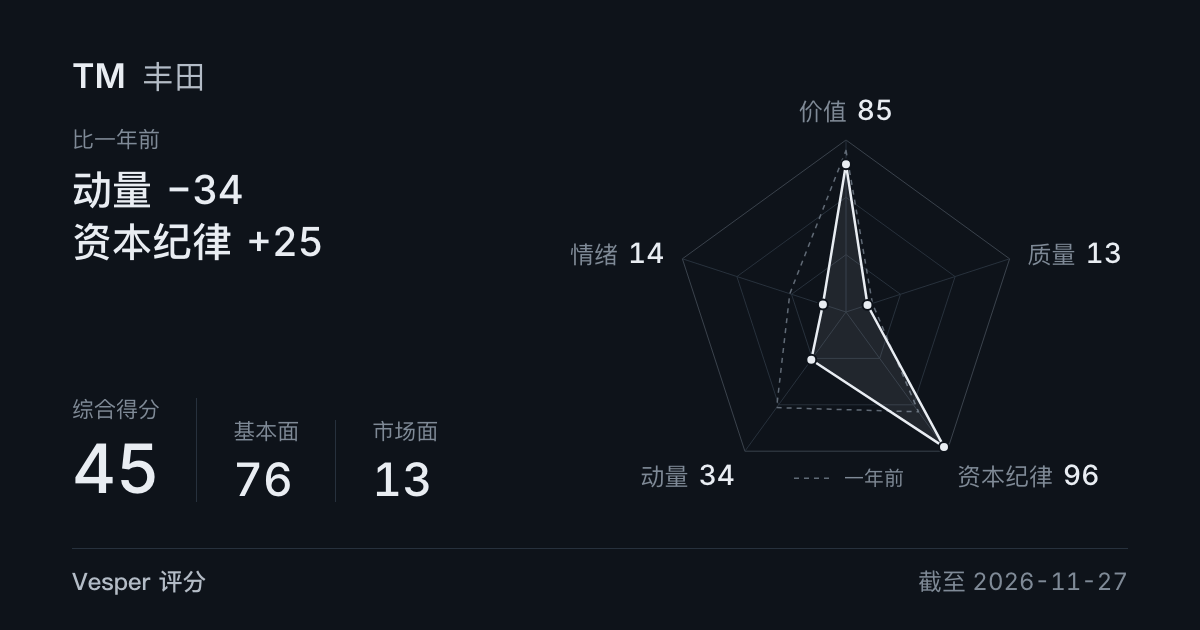 TM 丰田
比一年前
动量 −34
资本纪律 +25
综合得分
45
基本面
76
市场面
13
价值 85
情绪 14
质量 13
动量 34
一年前
资本纪律 96
Vesper 评分
截至 2026-11-27